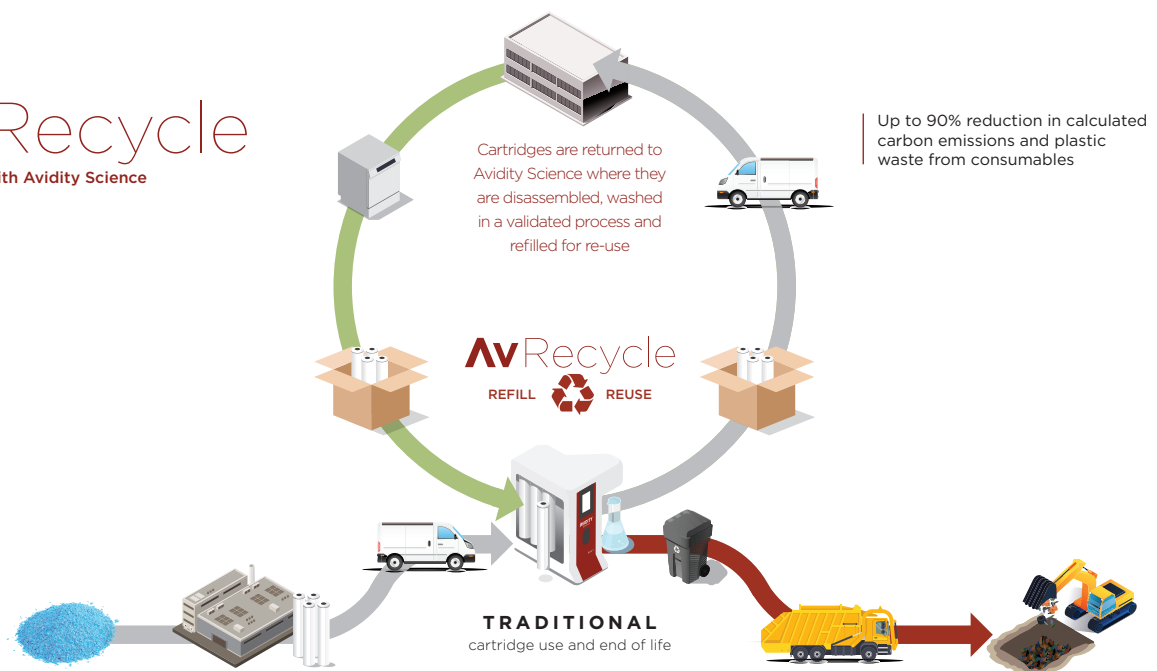 Recycle
ith Avidity Science
Up to 90% reduction in calculated
carbon emissions and plastic
waste from consumables
Cartridges are returned to
Avidity Science where they
are disassembled, washed
in a validated process and
refilled for re-use
AvRecycle
REFILL REUSE
TRADITIONAL
cartridge use and end of life